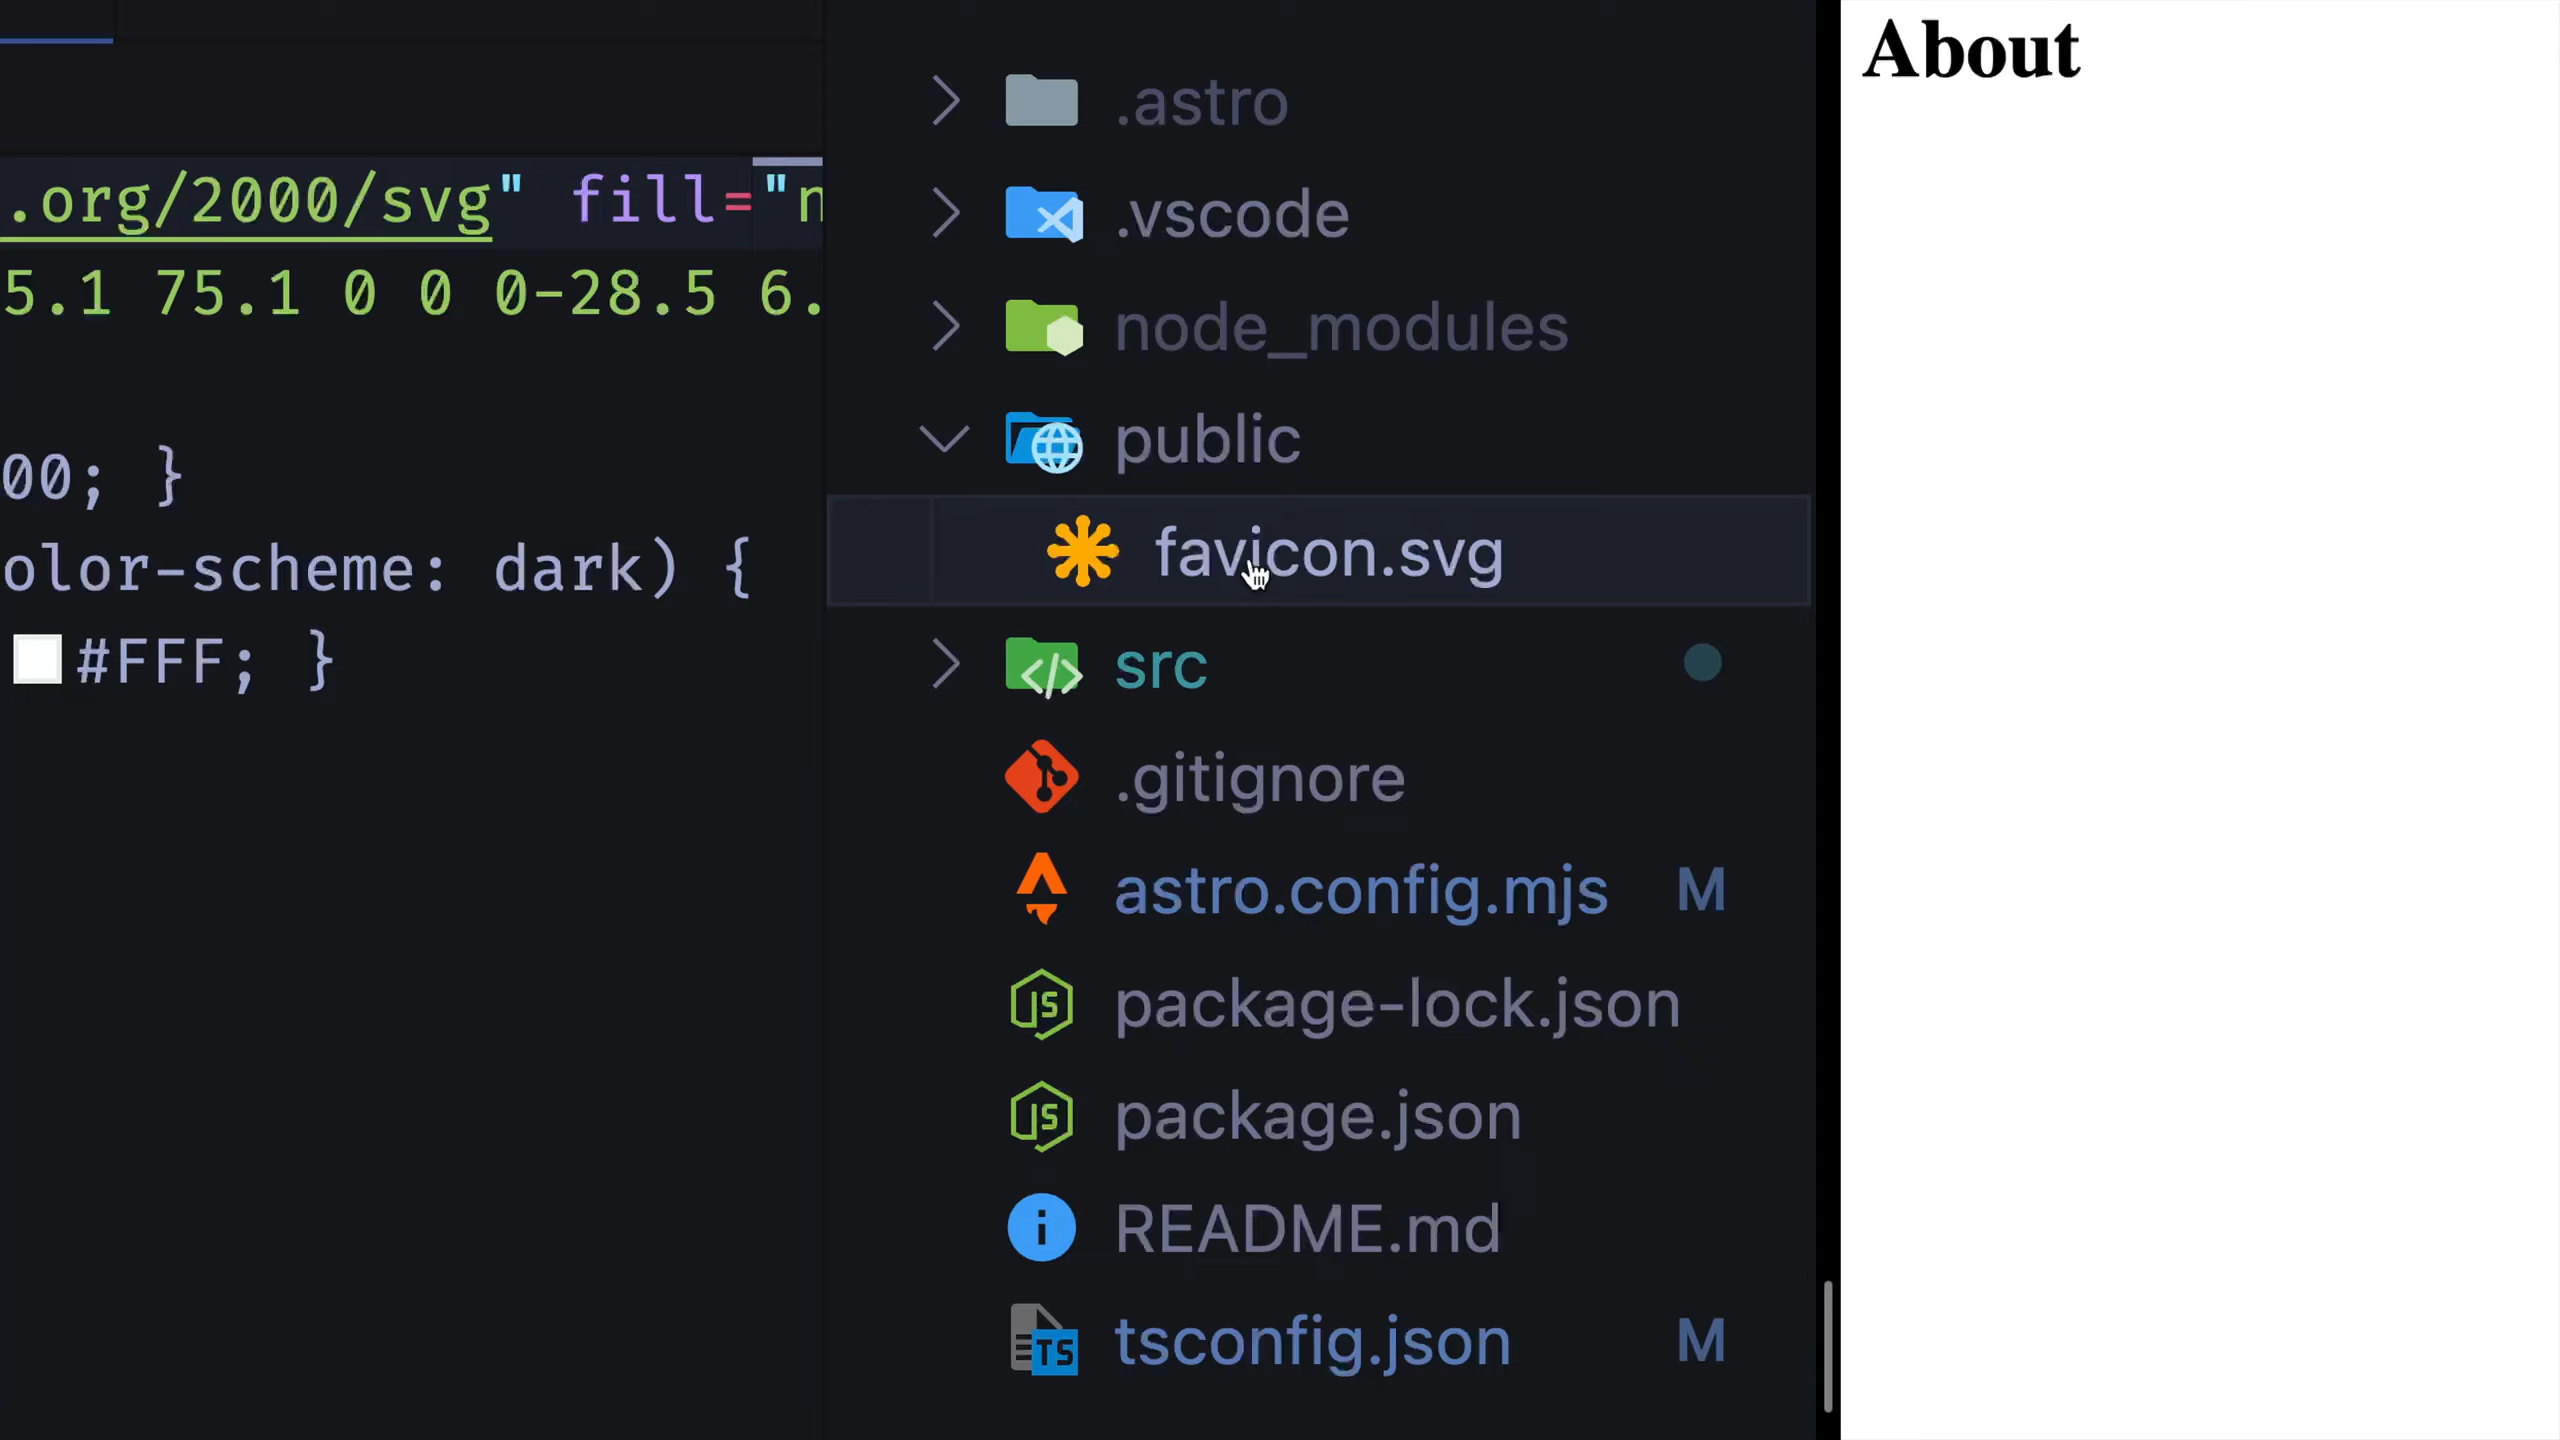 .org/2000/svg" fill="n
5.1 75.1 0 0 0-28.5 6.
00; }
olor-scheme: dark) {
#FFF; }
.astro
.vscode
node_modules
public
favicon.svg
src
.gitignore
astro.config.mjs M
package-lock.json
package.json
README.md
tsconfig.json M
About